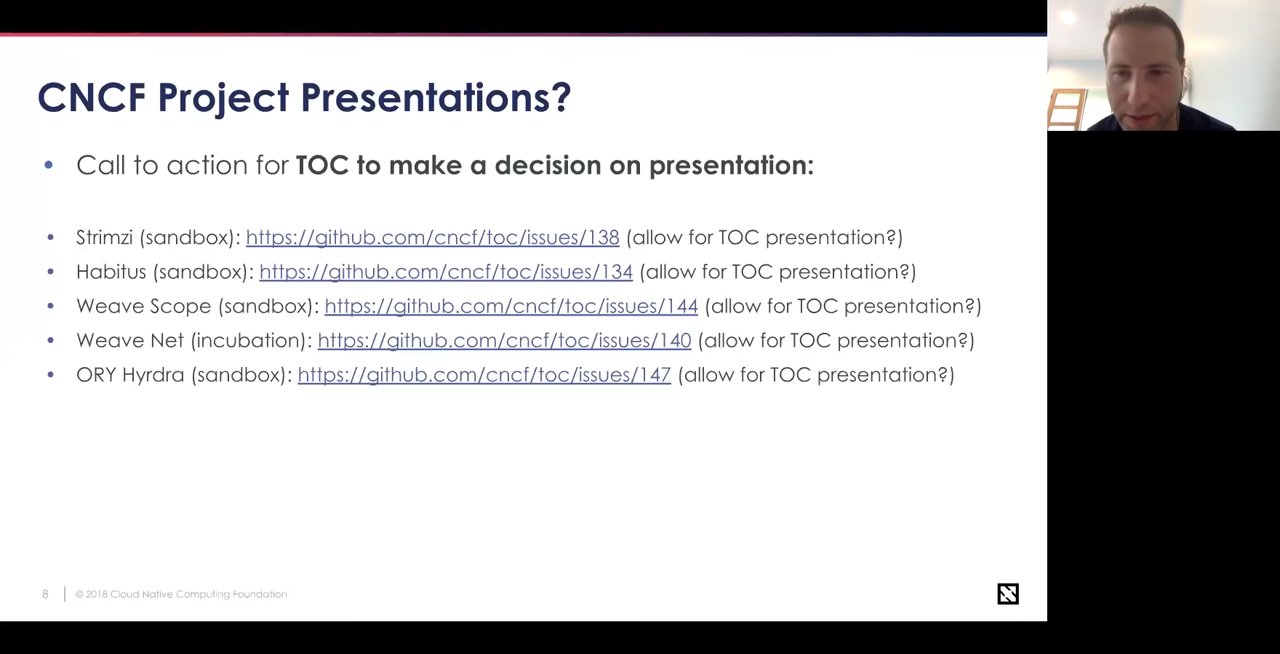 CNCF Project Presentations?
• Call to action for TOC to make a decision on presentation:
• Strimzi (sandbox): https://github.com/cncf/toc/issues/138 (allow for TOC presentation?)
• Habitus (sandbox): https://github.com/cncf/toc/issues/134 (allow for TOC presentation?)
• Weave Scope (sandbox): https://github.com/cncf/toc/issues/144 (allow for TOC presentation?)
• Weave Net (incubation): https://github.com/cncf/toc/issues/140 (allow for TOC presentation?)
• ORY Hyrdra (sandbox): https://github.com/cncf/toc/issues/147 (allow for TOC presentation?)
8 | © 2018 Cloud Native Computing Foundation